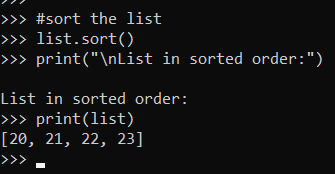 >>>
>>> #sort the list
>>> list.sort()
>>> print("\nList in sorted order:")

List in sorted order:
>>> print(list)
[20, 21, 22, 23]
>>>